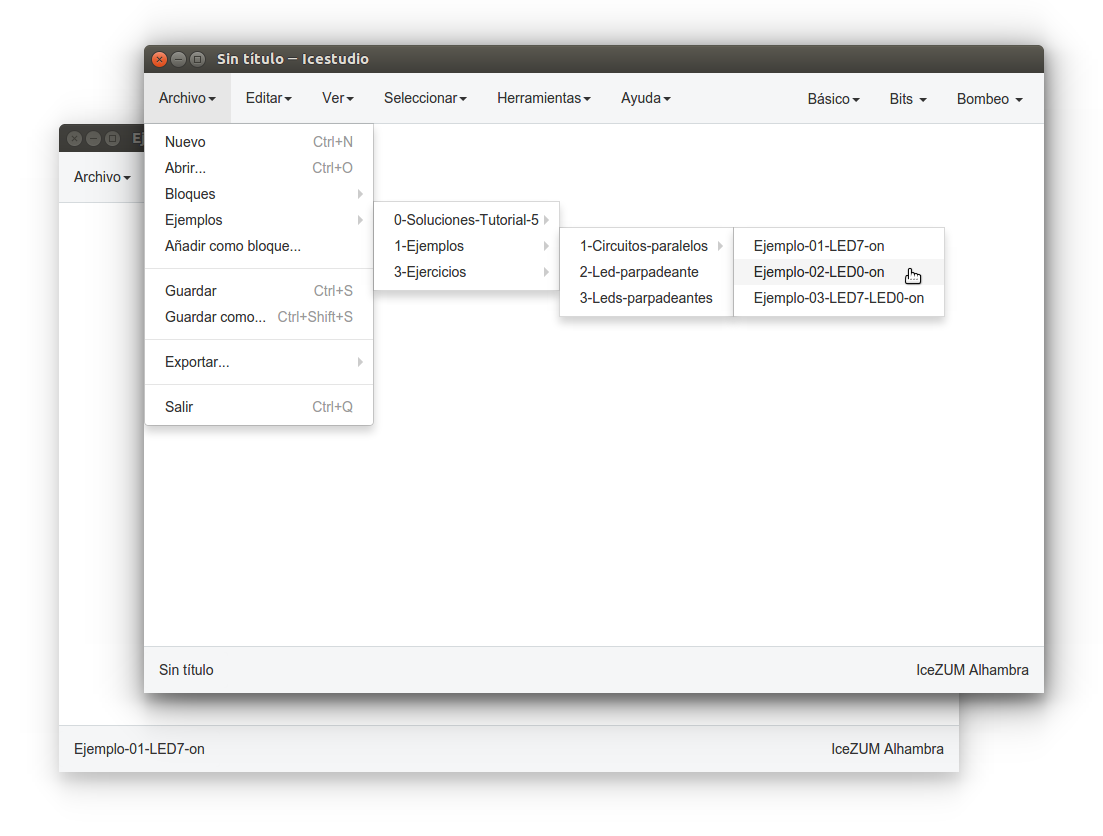 Sin título – Icestudio
Archivo Editar Ver Seleccionar Herramientas Ayuda Básico Bits Bombeo
Nuevo Ctrl+N
Abrir... Ctrl+O
Bloques
Ejemplos
Añadir como bloque...
Guardar Ctrl+S
Guardar como... Ctrl+Shift+S
Exportar...
Salir Ctrl+Q
0-Soluciones-Tutorial-5
1-Ejemplos
3-Ejercicios
1-Circuitos-paralelos
2-Led-parpadeante
3-Leds-parpadeantes
Ejemplo-01-LED7-on
Ejemplo-02-LED0-on
Ejemplo-03-LED7-LED0-on
Sin título IceZUM Alhambra
Archivo
Ejemplo-01-LED7-on IceZUM Alhambra